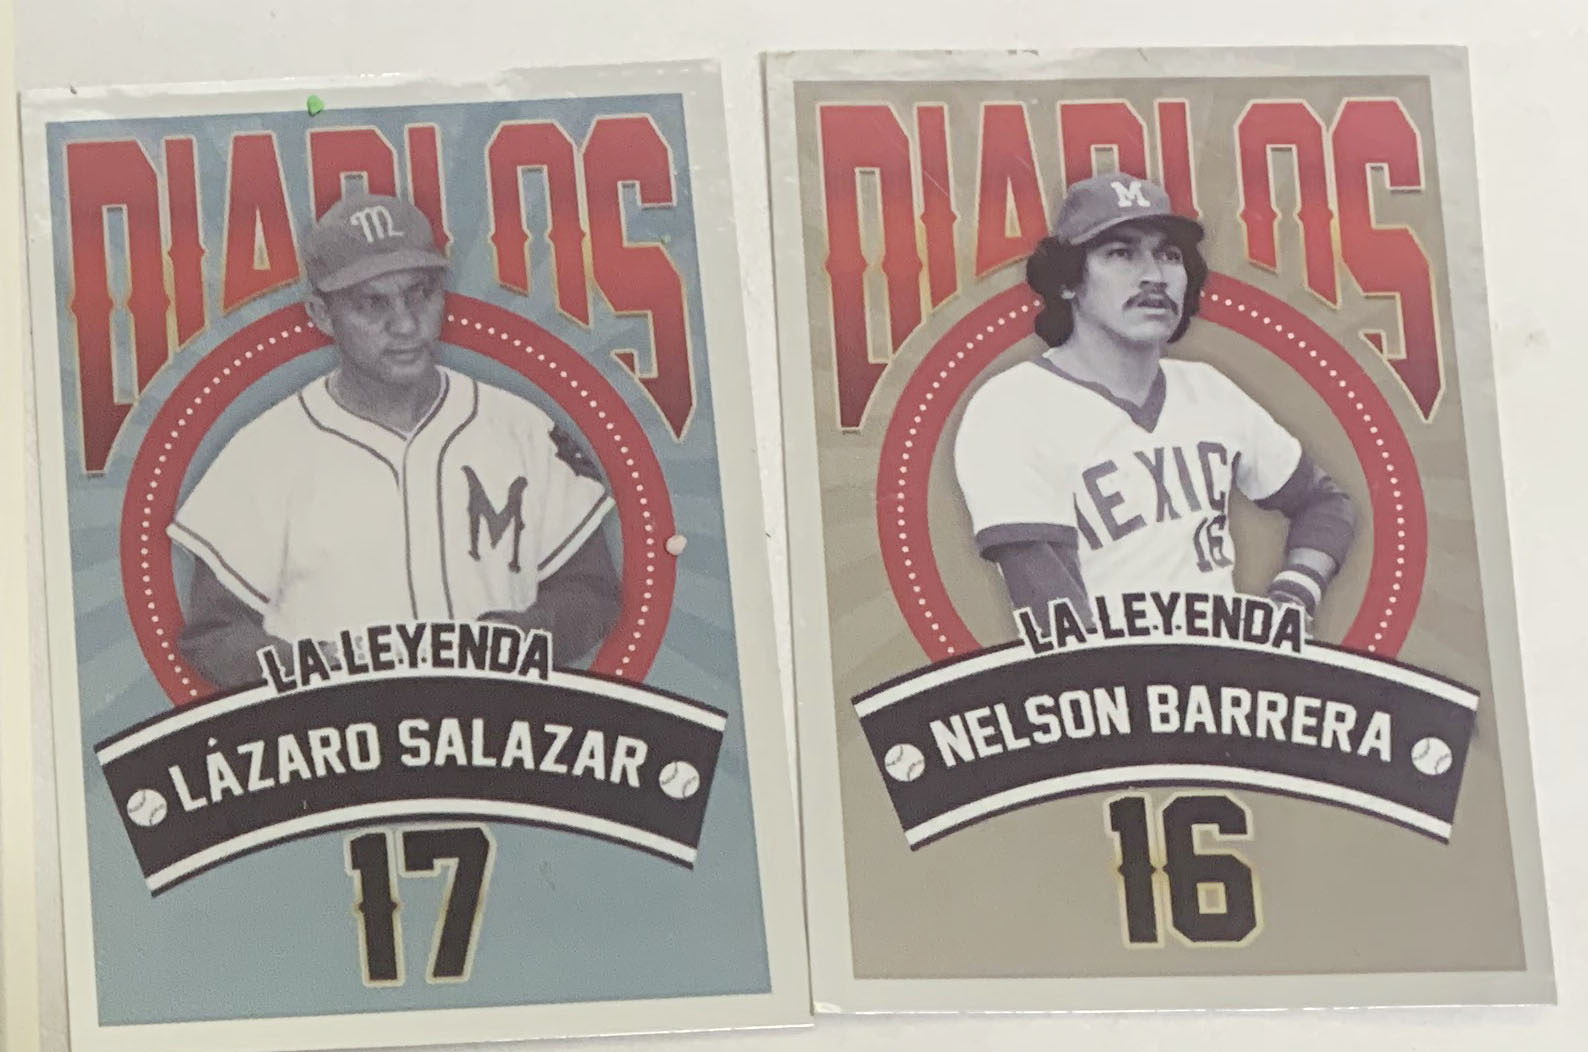 DIABLOS
M
M
LA LEYENDA
LÁZARO SALAZAR
17
DIABLOS
M
MEXICO
16
LA LEYENDA
NELSON BARRERA
16